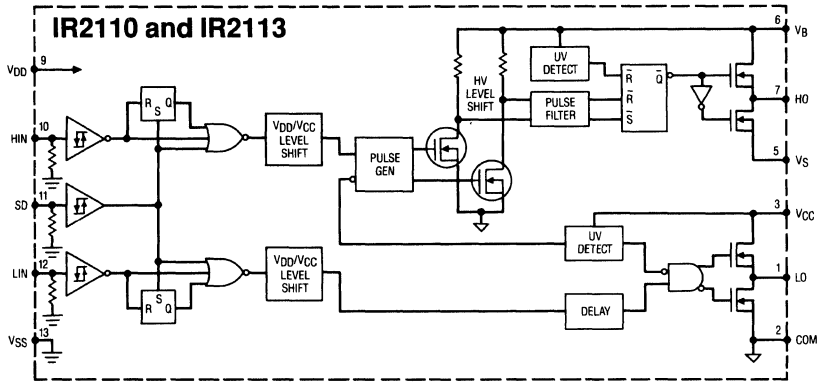 IR2110 and IR2113
VDD
9
HIN
10
SD
11
LIN
12
VSS
13
R
Q
S
S
R
Q
VDD/VCC
LEVEL
SHIFT
VDD/VCC
LEVEL
SHIFT
PULSE
GEN
HV
LEVEL
SHIFT
UV
DETECT
PULSE
FILTER
R̅
Q̅
R̅
S̅
UV
DETECT
DELAY
6
VB
7
HO
5
VS
3
VCC
1
LO
2
COM